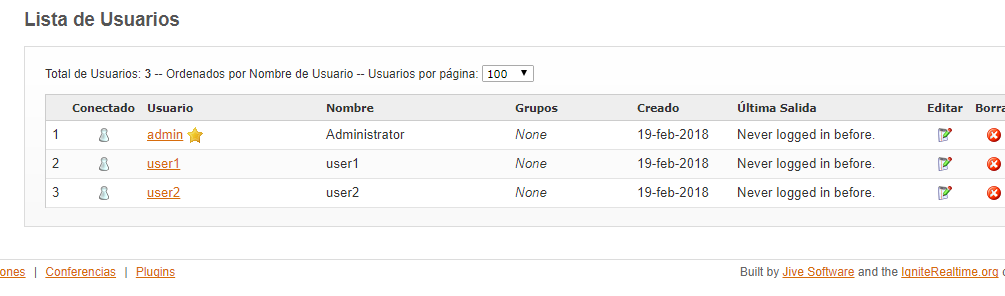 Lista de Usuarios
Total de Usuarios: 3 -- Ordenados por Nombre de Usuario -- Usuarios por página: 100
Conectado Usuario Nombre Grupos Creado Última Salida Editar Borra
1 admin Administrator None 19-feb-2018 Never logged in before.
2 user1 user1 None 19-feb-2018 Never logged in before.
3 user2 user2 None 19-feb-2018 Never logged in before.
ones | Conferencias | Plugins Built by Jive Software and the IgniteRealtime.org